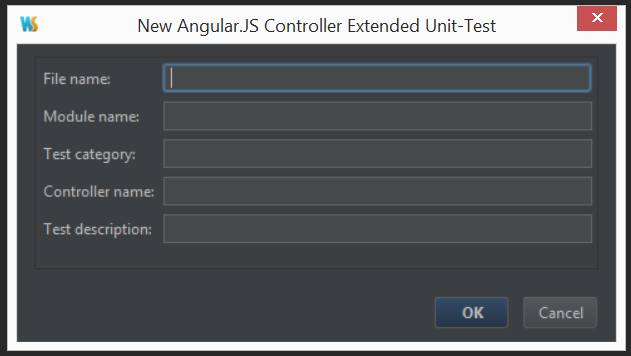 WS New Angular.JS Controller Extended Unit-Test
File name:
Module name:
Test category:
Controller name:
Test description:
OK Cancel